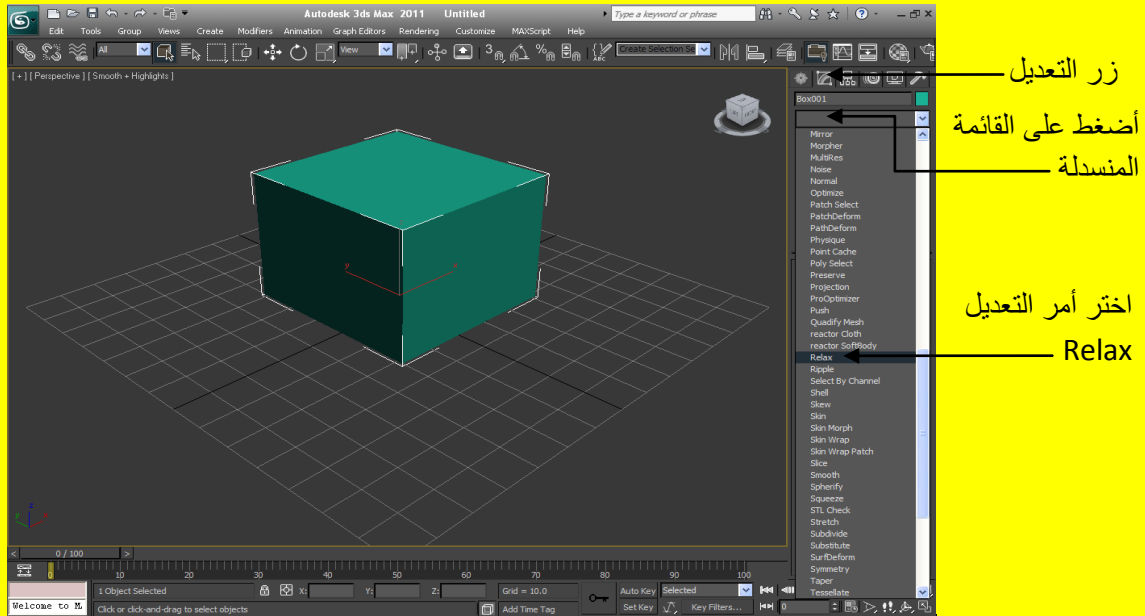 Autodesk 3ds Max 2011 Untitled
Type a keyword or phrase
Edit Tools Group Views Create Modifiers Animation Graph Editors Rendering Customize MAXScript Help
All
View
3
Create Selection Se
[ + ] [ Perspective ] [ Smooth + Highlights ]
زر التعديل
Box001
أضغط على القائمة
المنسدلة
Mirror
Morpher
MultiRes
Noise
Normal
Optimize
Patch Select
PatchDeform
PathDeform
Physique
Point Cache
Poly Select
Preserve
Projection
ProOptimizer
Push
Quadify Mesh
reactor Cloth
reactor SoftBody
Relax
Ripple
Select By Channel
Shell
Skew
Skin
Skin Morph
Skin Wrap
Skin Wrap Patch
Slice
Smooth
Spherify
Squeeze
STL Check
Stretch
Subdivide
Substitute
SurfDeform
Symmetry
Taper
Tessellate
اختر أمر التعديل
Relax
y
x
z
0 / 100
0 10 20 30 40 50 60 70 80 90 100
1 Object Selected X: Y: Z: Grid = 10.0 Auto Key Selected
Welcome to M Click or click-and-drag to select objects Add Time Tag Set Key Key Filters... 0